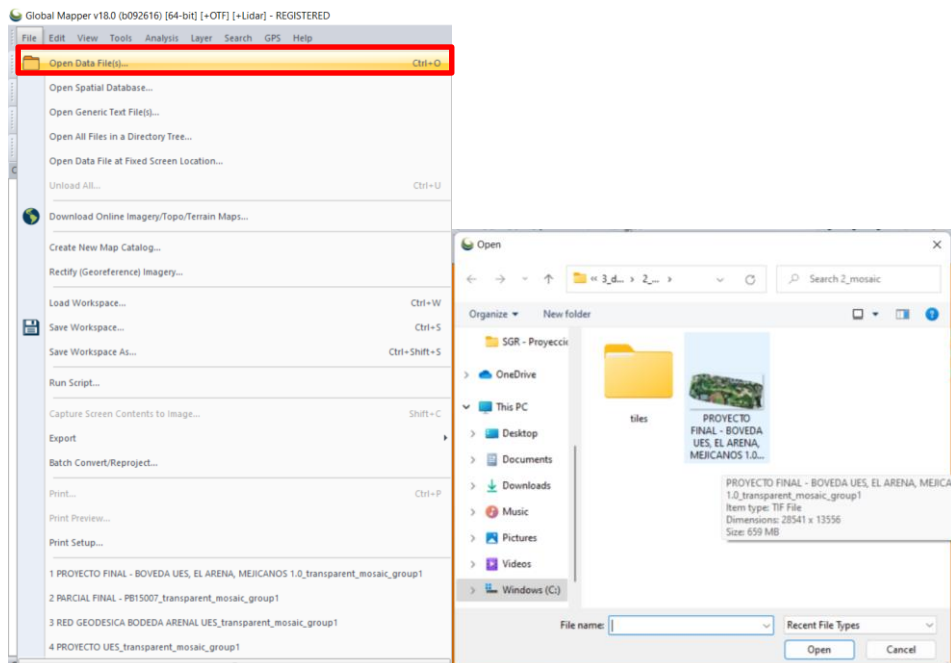 Global Mapper v18.0 (b092616) [64-bit] [+OTF] [+Lidar] - REGISTERED
File Edit View Tools Analysis Layer Search GPS Help
Open Data File(s)... Ctrl+O
Open Spatial Database...
Open Generic Text File(s)...
Open All Files in a Directory Tree...
Open Data File at Fixed Screen Location...
Unload All... Ctrl+U
Download Online Imagery/Topo/Terrain Maps...
Create New Map Catalog...
Rectify (Georeference) Imagery...
Load Workspace... Ctrl+W
Save Workspace... Ctrl+S
Save Workspace As... Ctrl+Shift+S
Run Script...
Capture Screen Contents to Image... Shift+C
Export
Batch Convert/Reproject...
Print... Ctrl+P
Print Preview...
Print Setup...
1 PROYECTO FINAL - BOVEDA UES, EL ARENA, MEJICANOS 1.0_transparent_mosaic_group1
2 PARCIAL FINAL - PB15007_transparent_mosaic_group1
3 RED GEODESICA BODEDA ARENAL UES_transparent_mosaic_group1
4 PROYECTO UES_transparent_mosaic_group1
Open
« 3_d... › 2_... ›
Search 2_mosaic
Organize New folder
SGR - Proyecció
OneDrive
This PC
Desktop
Documents
Downloads
Music
Pictures
Videos
Windows (C:)
tiles
PROYECTO
FINAL - BOVEDA
UES, EL ARENA,
MEJICANOS 1.0...
PROYECTO FINAL - BOVEDA UES, EL ARENA, MEJICA
1.0_transparent_mosaic_group1
Item type: TIF File
Dimensions: 28541 x 13556
Size: 659 MB
File name: Recent File Types
Open Cancel